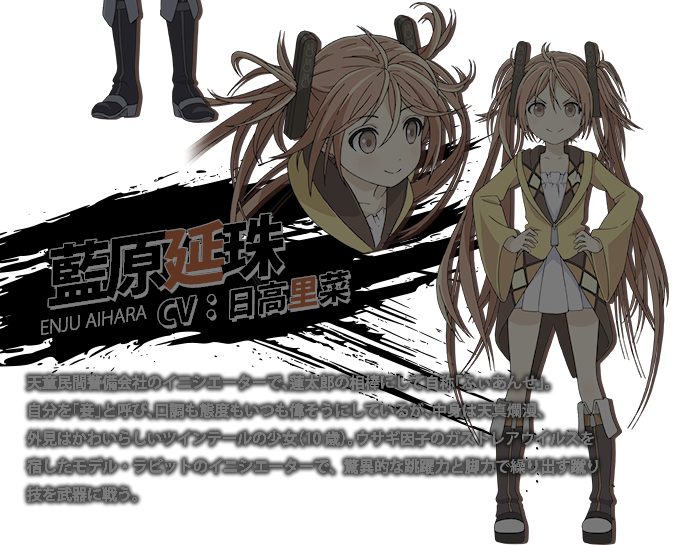 藍原延珠
ENJU AIHARA CV:日高里菜
天童民間警備会社のイニシエーターで、蓮太郎の相棒にして自称「ふぃあんせ」。
自分を「妾」と呼び、口調も態度もいつも偉そうにしているが、中身は天真爛漫、
外見はかわいらしいツインテールの少女(10歳)。ウサギ因子のガストレアウイルスを
宿したモデル・ラビットのイニシエーターで、驚異的な跳躍力と脚力で繰り出す蹴り
技を武器に戦う。